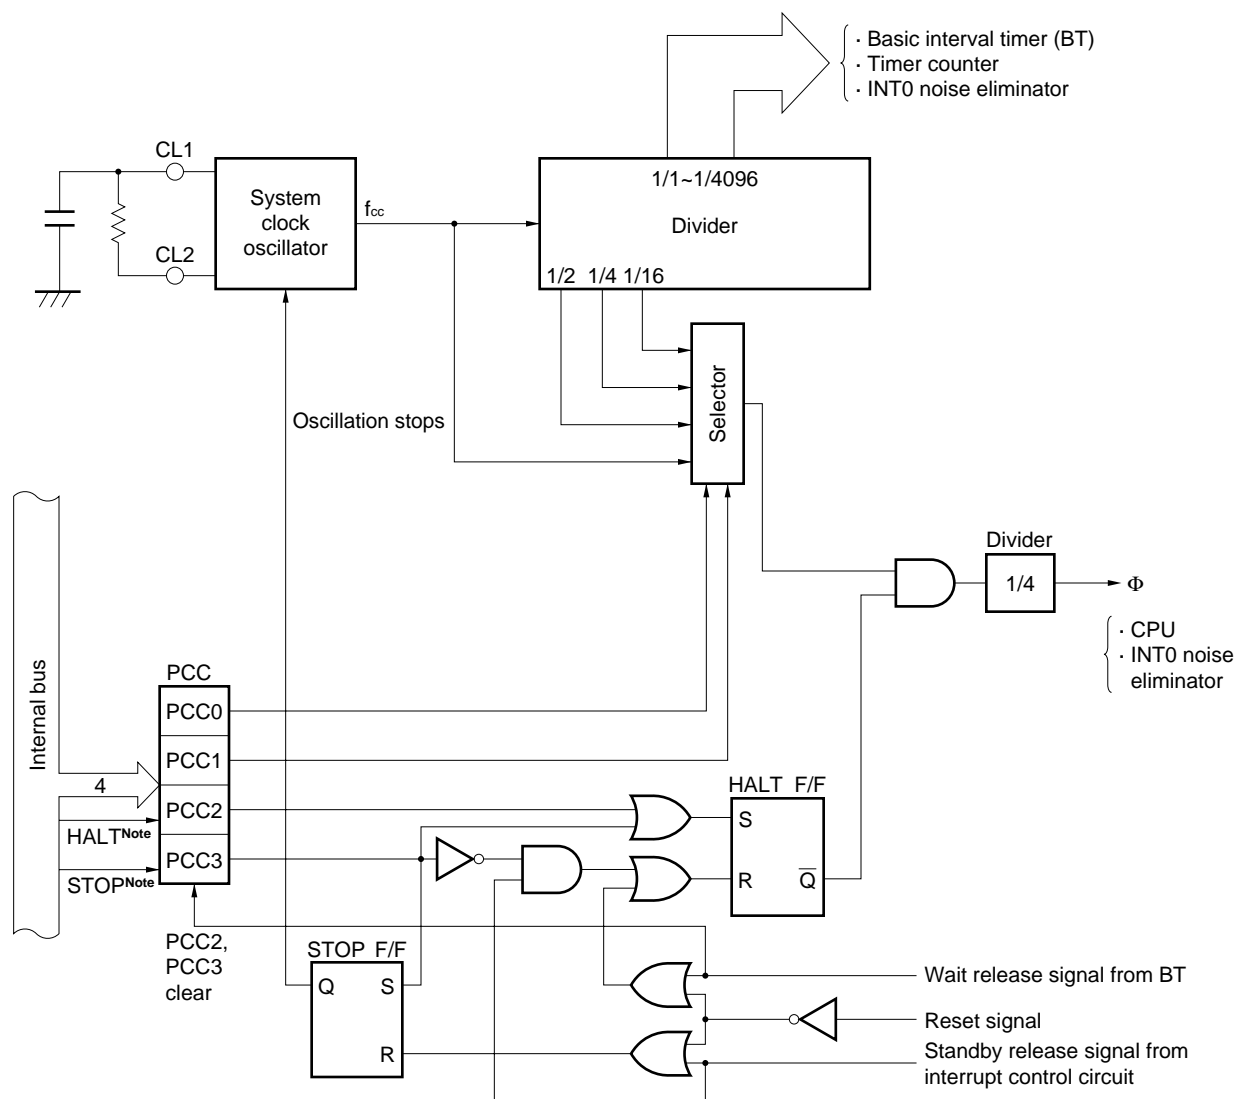 · Basic interval timer (BT)
· Timer counter
· INT0 noise eliminator
CL1
System
clock
oscillator
fcc
1/1~1/4096
Divider
CL2
1/2 1/4 1/16
Selector
Oscillation stops
Divider
1/4
Φ
· CPU
· INT0 noise
eliminator
Internal bus
PCC
PCC0
PCC1
4
PCC2
HALTNote
PCC3
STOPNote
HALT F/F
S
R
Q̅
PCC2,
PCC3
clear
STOP F/F
Q
S
R
Wait release signal from BT
Reset signal
Standby release signal from
interrupt control circuit